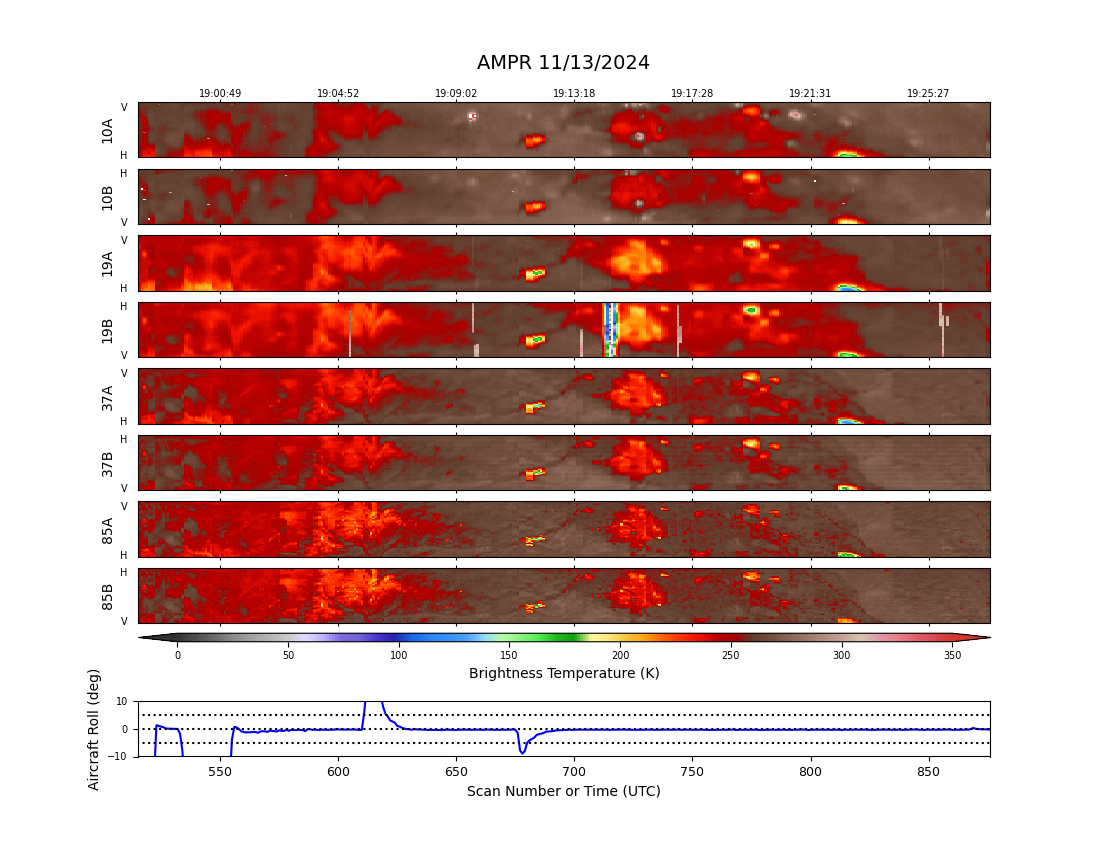 AMPR 11/13/2024
19:00:49 19:04:52 19:09:02 19:13:18 19:17:28 19:21:31 19:25:27
V
10A
H
H
10B
V
V
19A
H
H
19B
V
V
37A
H
H
37B
V
V
85A
H
H
85B
V
0 50 100 150 200 250 300 350
Brightness Temperature (K)
Aircraft Roll (deg)
10
0
−10
550 600 650 700 750 800 850
Scan Number or Time (UTC)